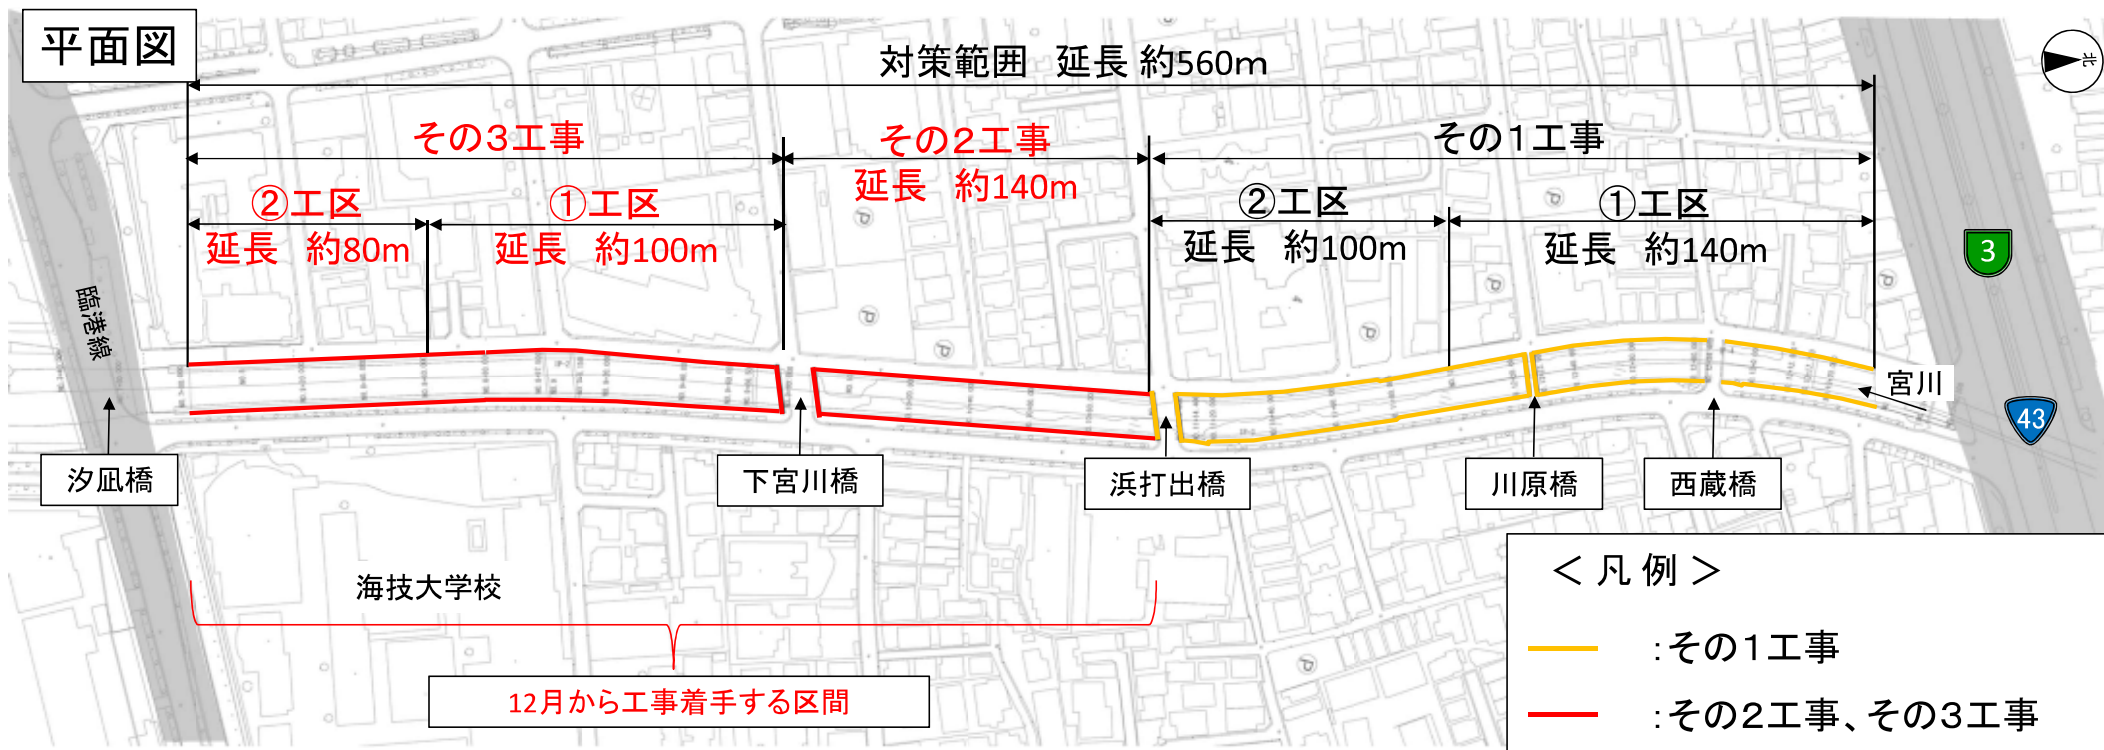 平面図
対策範囲 延長 約560m
北
その3工事
その2工事
延長 約140m
その1工事
②工区
延長 約80m
①工区
延長 約100m
②工区
延長 約100m
①工区
延長 約140m
3
43
臨港線
宮川
汐凪橋
下宮川橋
浜打出橋
川原橋
西蔵橋
海技大学校
12月から工事着手する区間
＜凡例＞
：その1工事
：その2工事、その3工事